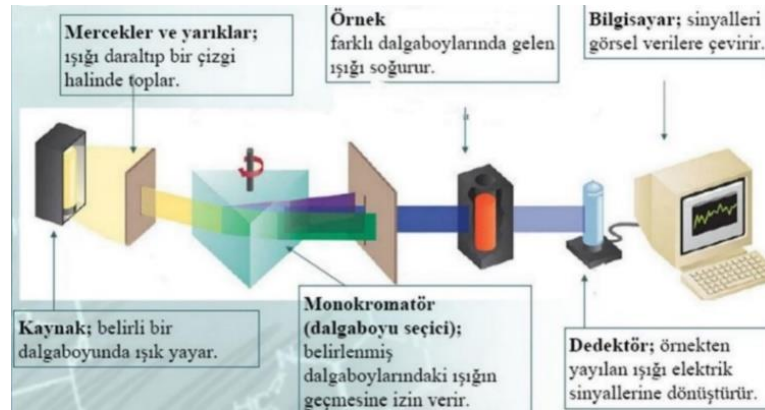 Mercekler ve yarıklar;
ışığı daraltıp bir çizgi
halinde toplar.
Örnek
farklı dalgaboylarında gelen
ışığı soğurur.
Bilgisayar; sinyalleri
görsel verilere çevirir.
Kaynak; belirli bir
dalgaboyunda ışık yayar.
Monokromatör
(dalgaboyu seçici);
belirlenmiş
dalgaboylarındaki ışığın
geçmesine izin verir.
Dedektör; örnekten
yayılan ışığı elektrik
sinyallerine dönüştürür.